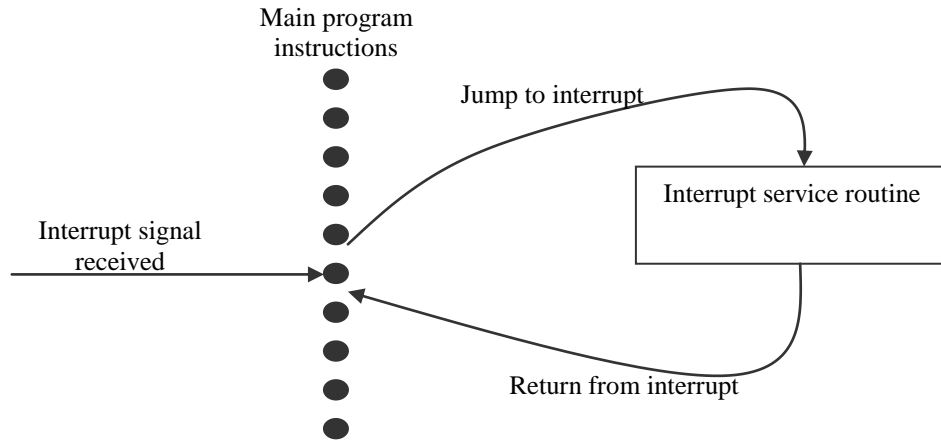 Main program
instructions
Jump to interrupt
Interrupt service routine
Interrupt signal
received
Return from interrupt